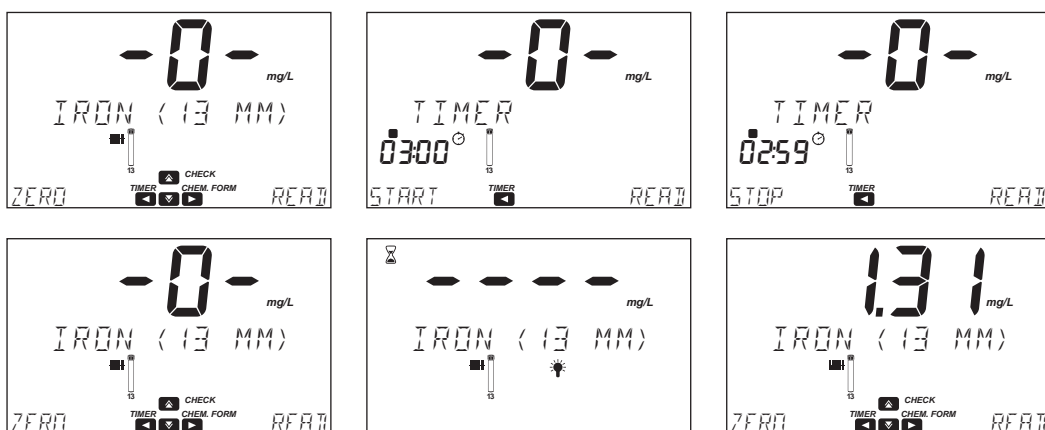 -0-
mg/L
IRON (13 MM)
13
CHECK
TIMER CHEM. FORM
ZERO READ
-0-
mg/L
TIMER
03:00
13
TIMER
START READ
-0-
mg/L
TIMER
02:59
13
TIMER
STOP READ
-0-
mg/L
IRON (13 MM)
13
CHECK
TIMER CHEM. FORM
ZERO READ
- - - -
mg/L
IRON (13 MM)
13
1.31
mg/L
IRON (13 MM)
13
CHECK
TIMER CHEM. FORM
ZERO READ